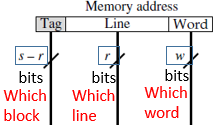 Memory address
Tag Line Word
s – r r w
bits bits bits
Which Which Which
block line word